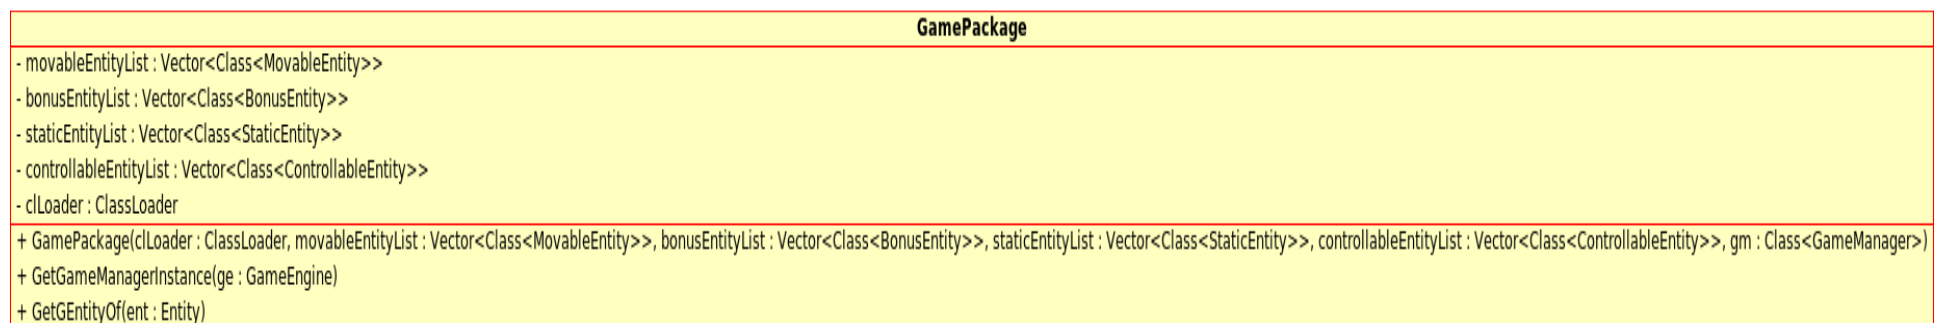 GamePackage
- movableEntityList : Vector<Class<MovableEntity>>
- bonusEntityList : Vector<Class<BonusEntity>>
- staticEntityList : Vector<Class<StaticEntity>>
- controllableEntityList : Vector<Class<ControllableEntity>>
- clLoader : ClassLoader
+ GamePackage(clLoader : ClassLoader, movableEntityList : Vector<Class<MovableEntity>>, bonusEntityList : Vector<Class<BonusEntity>>, staticEntityList : Vector<Class<StaticEntity>>, controllableEntityList : Vector<Class<ControllableEntity>>, gm : Class<GameManager>)
+ GetGameManagerInstance(ge : GameEngine)
+ GetGEntityOf(ent : Entity)